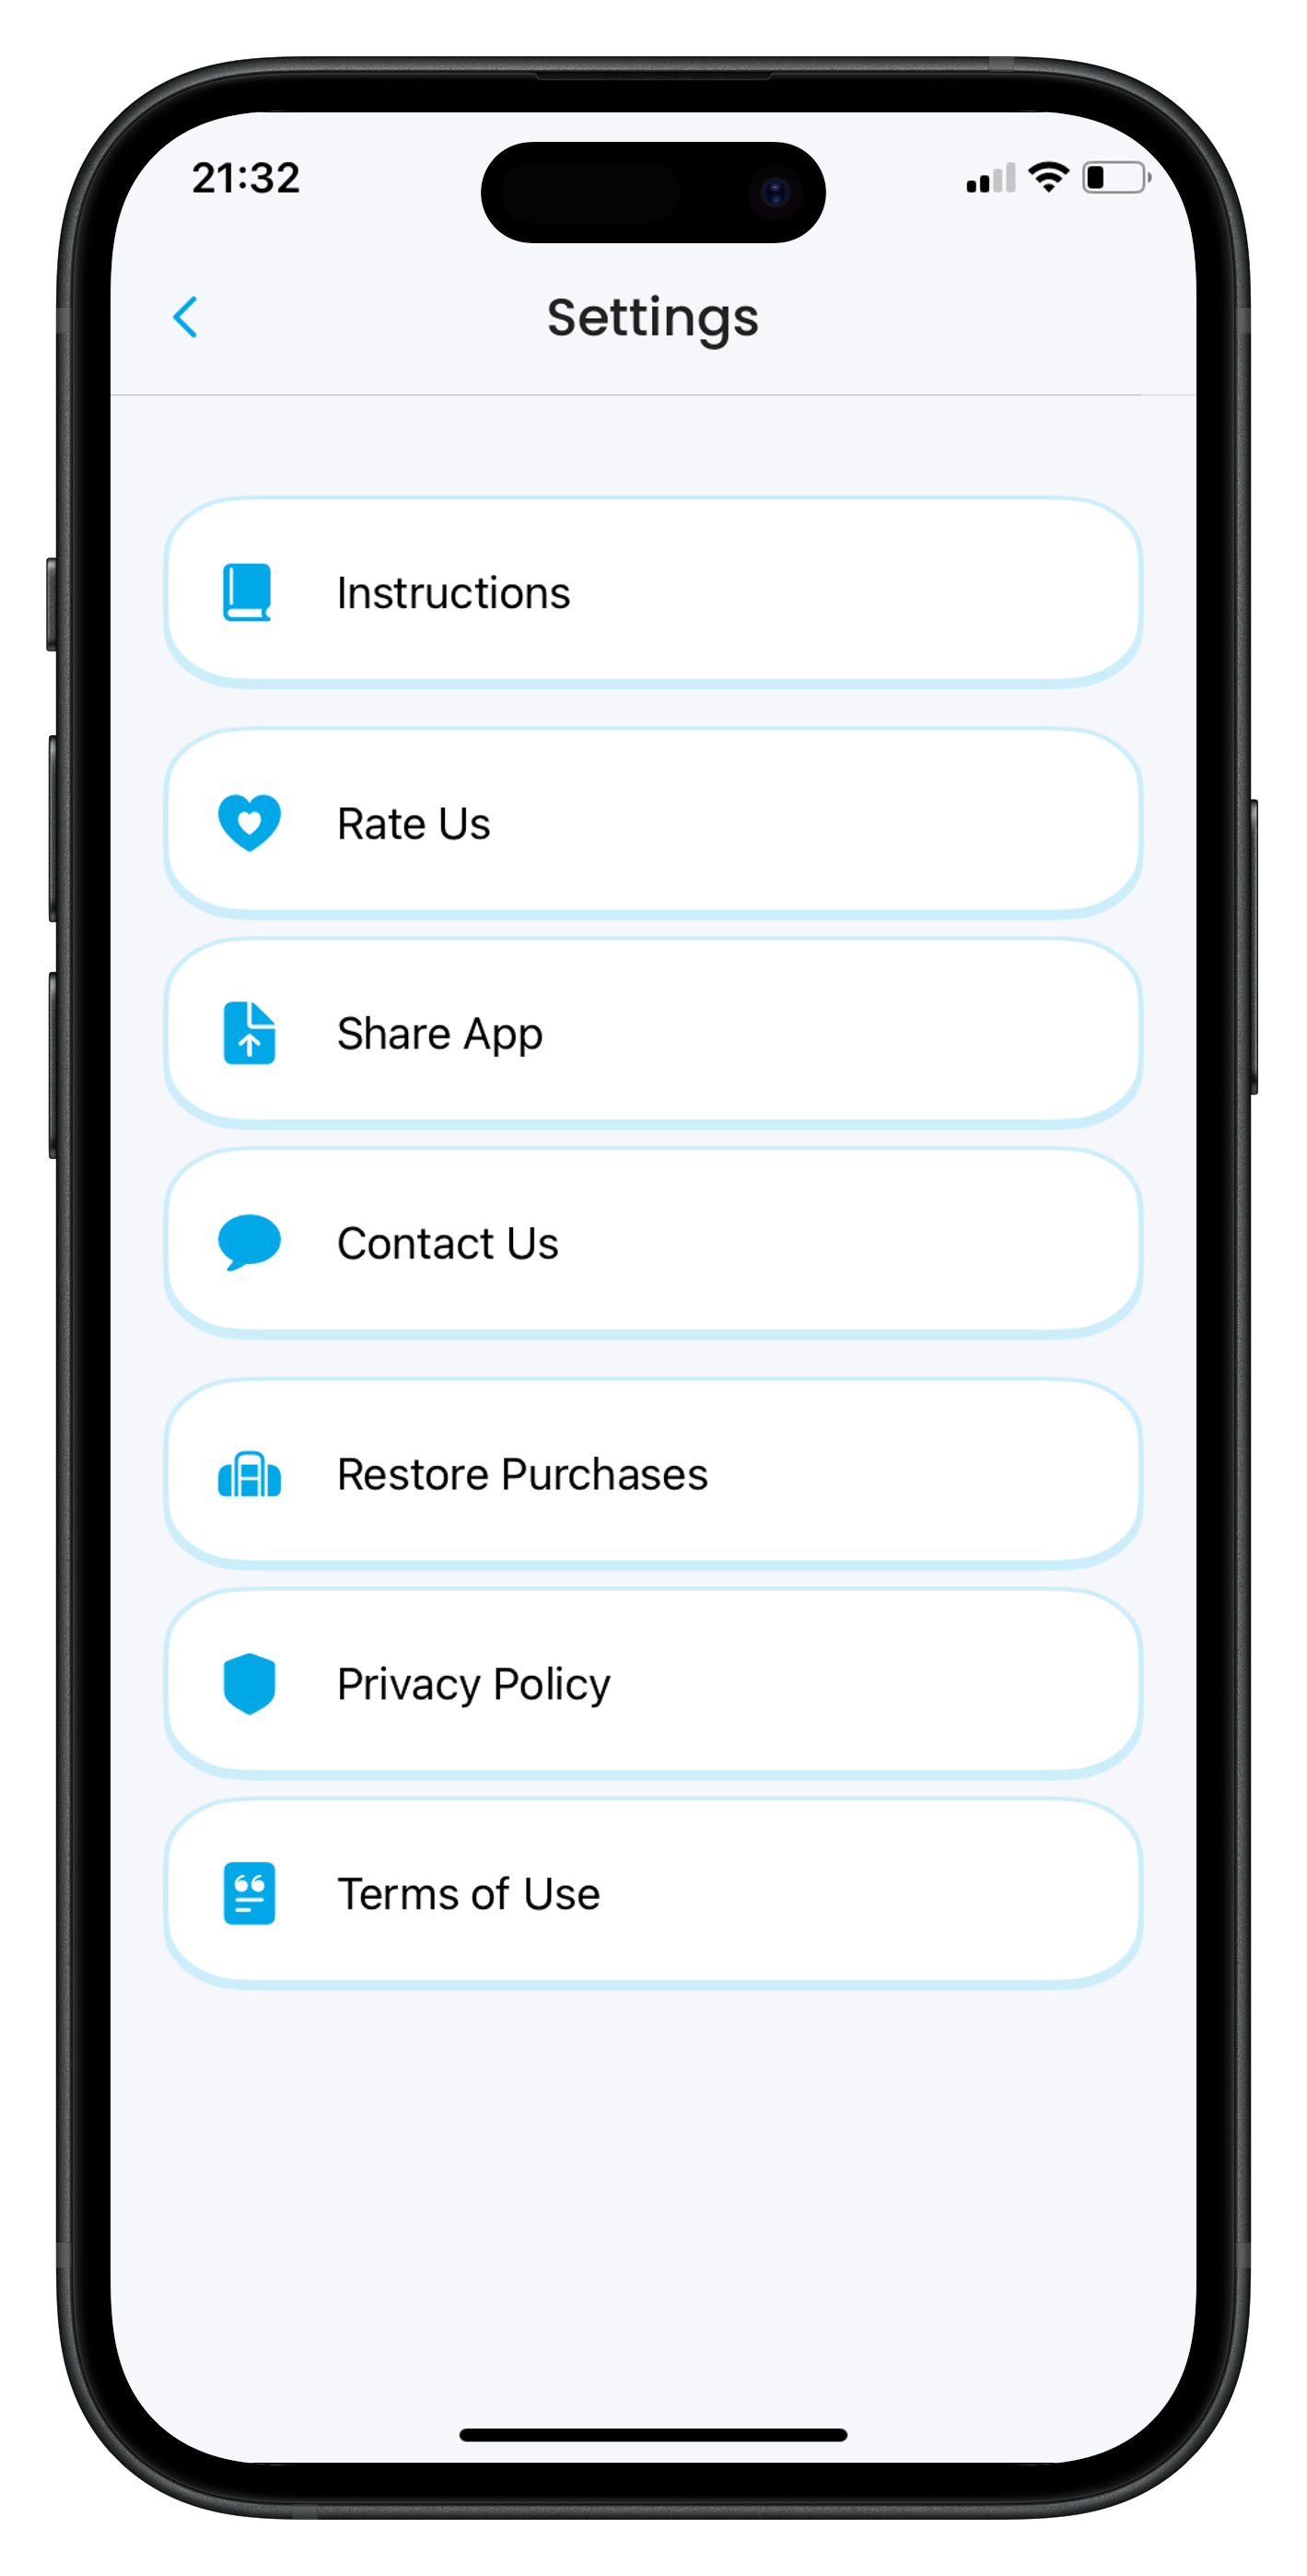 21:32
Settings
Instructions
Rate Us
Share App
Contact Us
Restore Purchases
Privacy Policy
Terms of Use